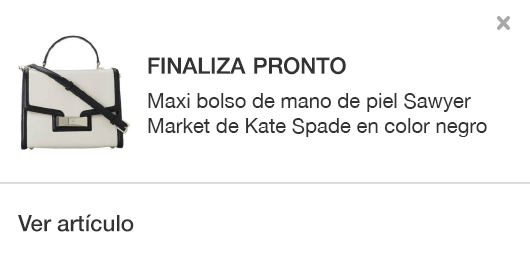 FINALIZA PRONTO
Maxi bolso de mano de piel Sawyer
Market de Kate Spade en color negro
Ver artículo